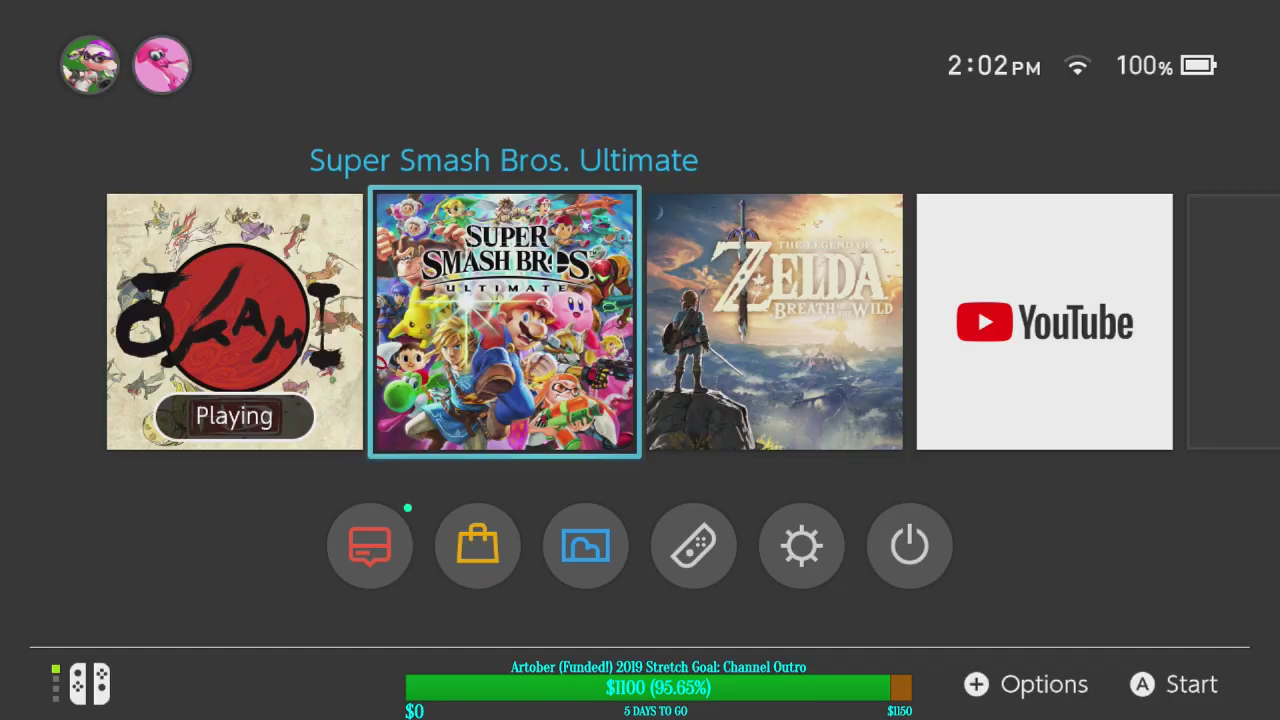 2:02PM 100%
Super Smash Bros. Ultimate
ŌKAMI
Playing
SUPER
SMASH BROS.™
ULTIMATE
THE LEGEND OF
ZELDA
BREATH OF THE WILD
YouTube
Artober (Funded!) 2019 Stretch Goal: Channel Outro
$1100 (95.65%)
$0 5 DAYS TO GO $1150
+ Options A Start